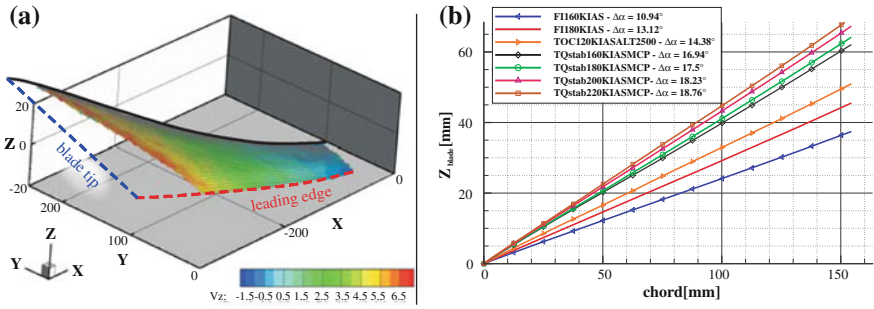 (a)
Z
20
0
-20
blade tip
leading edge
200
100
0
Y
0
-200
X
Z
Y
X
Vz: -1.5 -0.5 0.5 1.5 2.5 3.5 4.5 5.5 6.5
(b)
FI160KIAS - Δα = 10.94°
FI180KIAS - Δα = 13.12°
TOC120KIASALT2500 - Δα = 14.38°
TQstab160KIASMCP - Δα = 16.94°
TQstab180KIASMCP - Δα = 17.5°
TQstab200KIASMCP- Δα = 18.23°
TQstab220KIASMCP - Δα = 18.76°
Z blade [mm]
60
40
20
0
0
50
100
150
chord[mm]